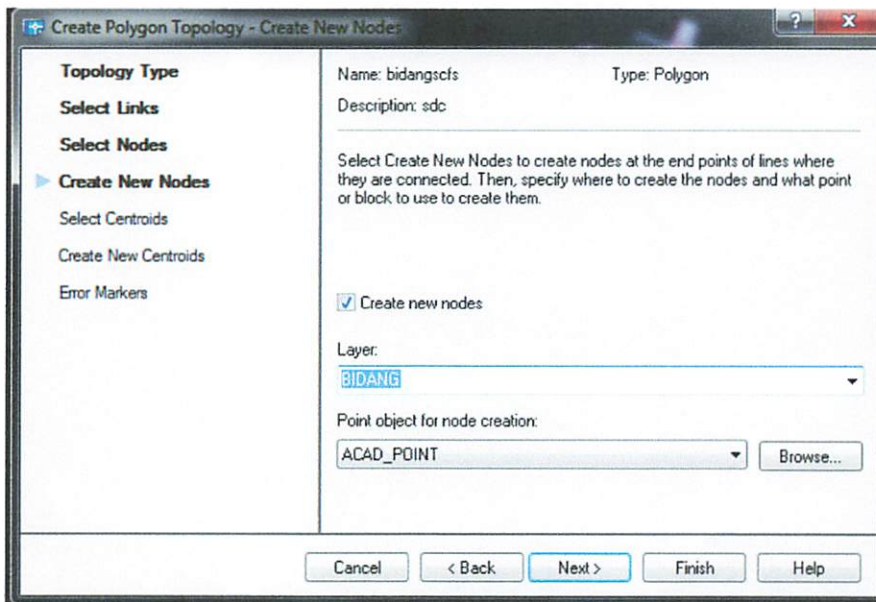 Create Polygon Topology - Create New Nodes
?
X
Topology Type
Select Links
Select Nodes
Create New Nodes
Select Centroids
Create New Centroids
Error Markers
Name: bidangscfs Type: Polygon
Description: sdc
Select Create New Nodes to create nodes at the end points of lines where
they are connected. Then, specify where to create the nodes and what point
or block to use to create them.
Create new nodes
Layer:
BIDANG
Point object for node creation:
ACAD_POINT
Browse...
Cancel
< Back
Next >
Finish
Help